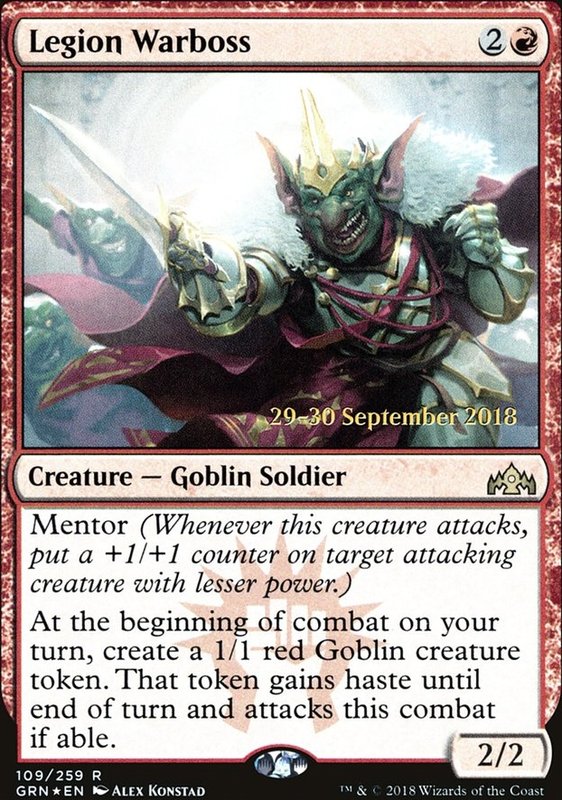 Legion Warboss 2
29–30 September 2018
Creature — Goblin Soldier
Mentor (Whenever this creature attacks,
put a +1/+1 counter on target attacking
creature with lesser power.)
At the beginning of combat on your
turn, create a 1/1 red Goblin creature
token. That token gains haste until
end of turn and attacks this combat
if able.
2/2
109/259 R
GRN★EN Alex Konstad
™ & © 2018 Wizards of the Coast